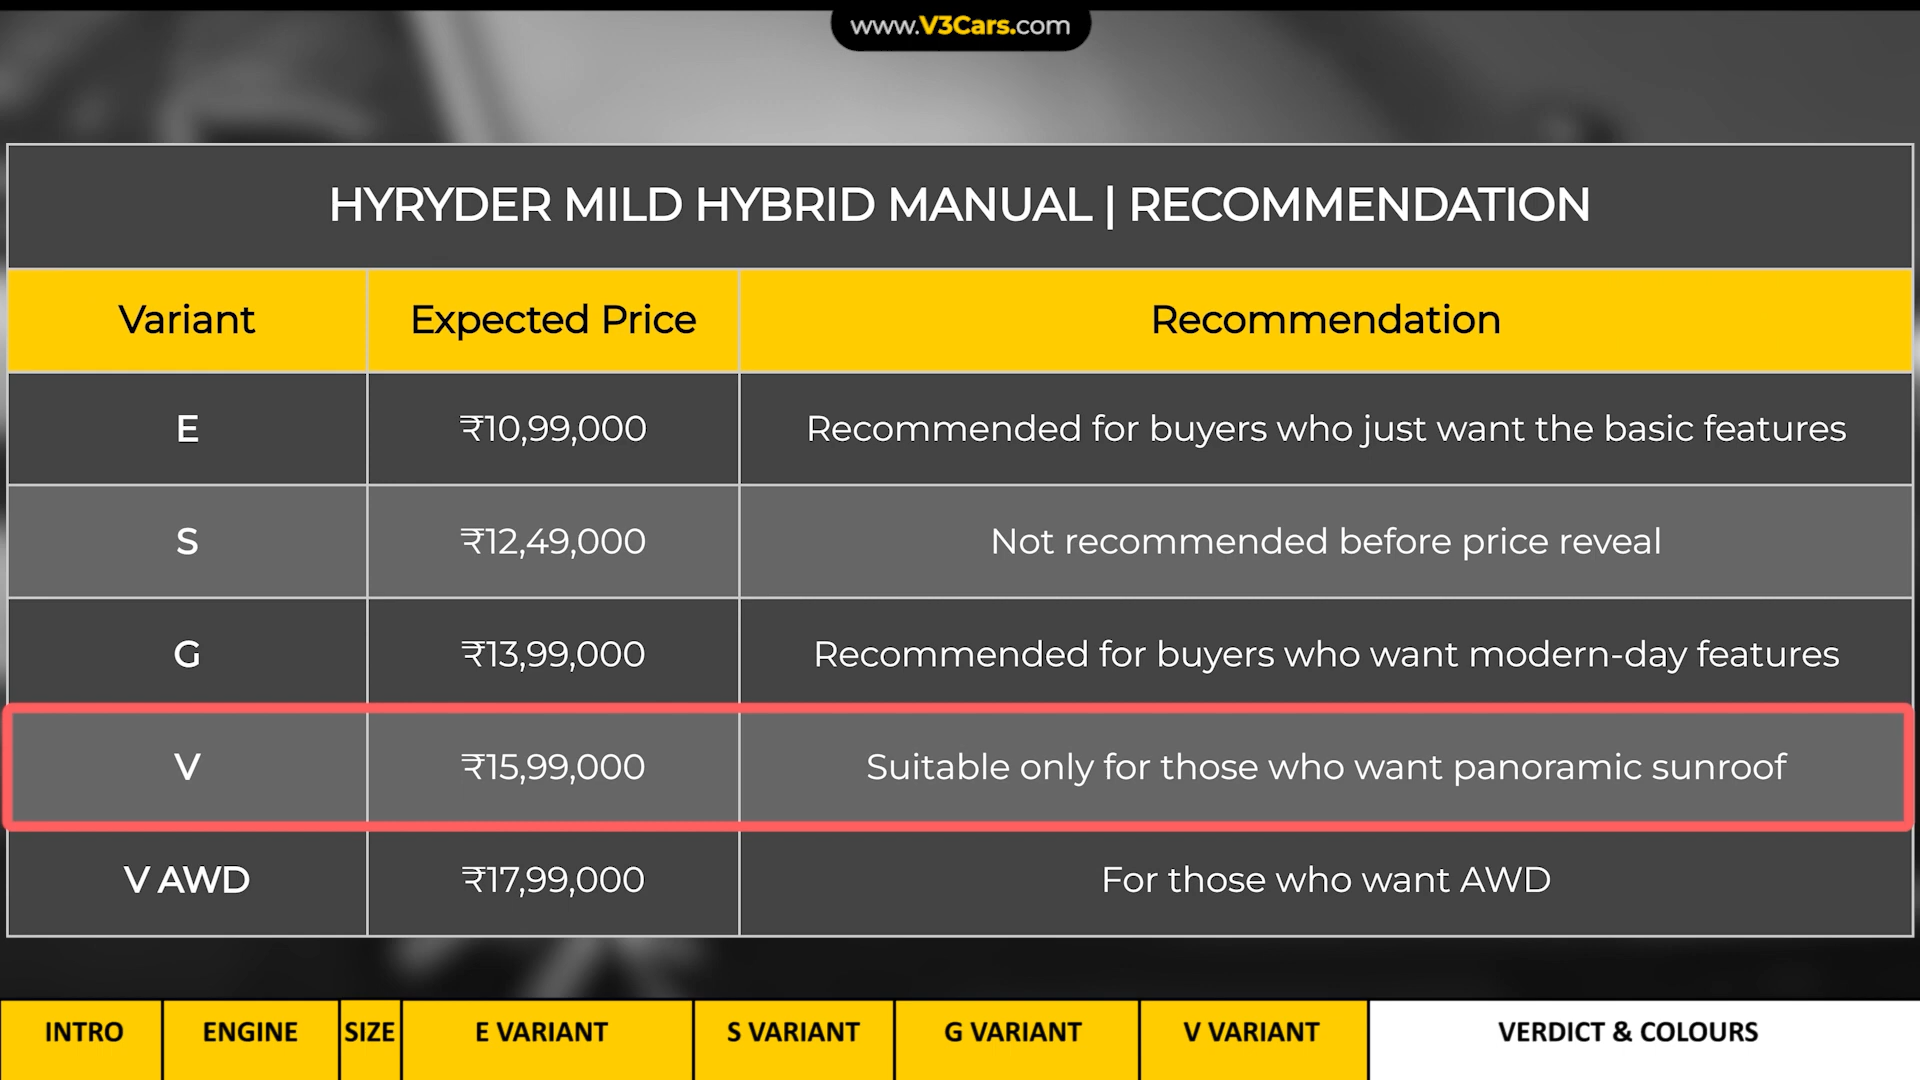 www.V3Cars.com
HYRYDER MILD HYBRID MANUAL | RECOMMENDATION
Variant Expected Price Recommendation
E ₹10,99,000 Recommended for buyers who just want the basic features
S ₹12,49,000 Not recommended before price reveal
G ₹13,99,000 Recommended for buyers who want modern-day features
V ₹15,99,000 Suitable only for those who want panoramic sunroof
V AWD ₹17,99,000 For those who want AWD
INTRO ENGINE SIZE E VARIANT S VARIANT G VARIANT V VARIANT VERDICT & COLOURS